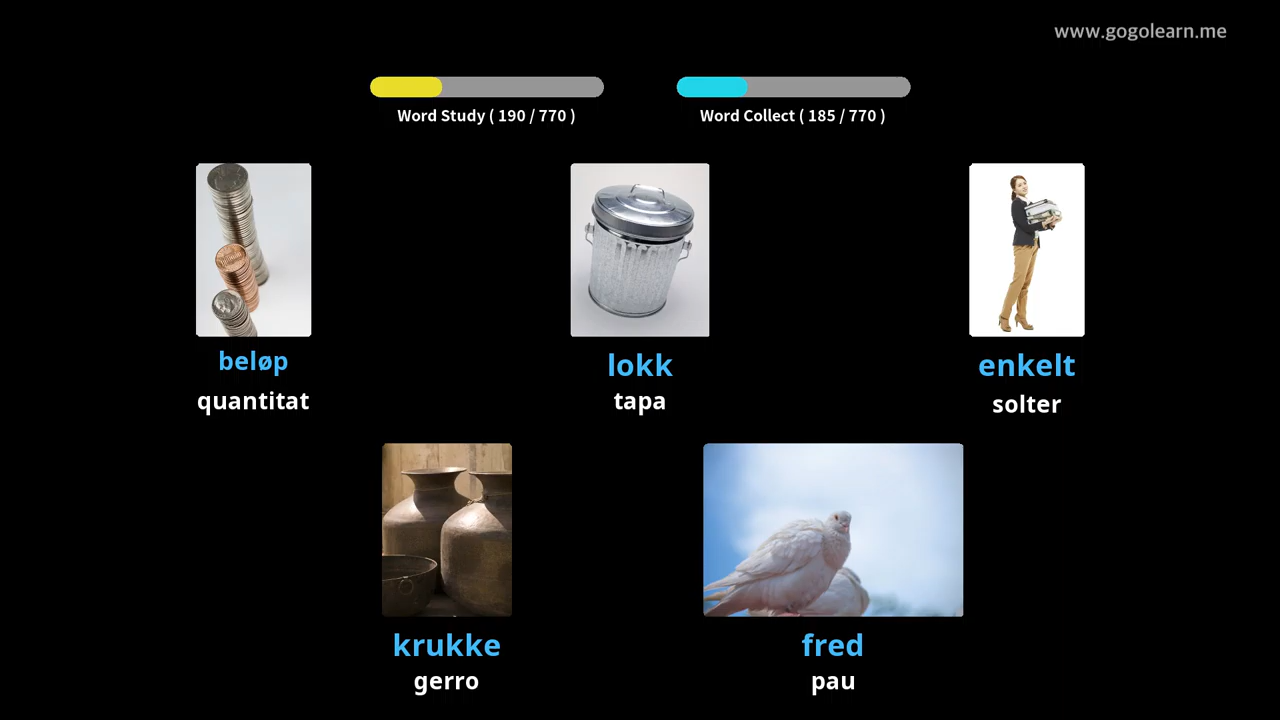 www.gogolearn.me
Word Study ( 190 / 770 )
Word Collect ( 185 / 770 )
beløp
quantitat
lokk
tapa
enkelt
solter
krukke
gerro
fred
pau